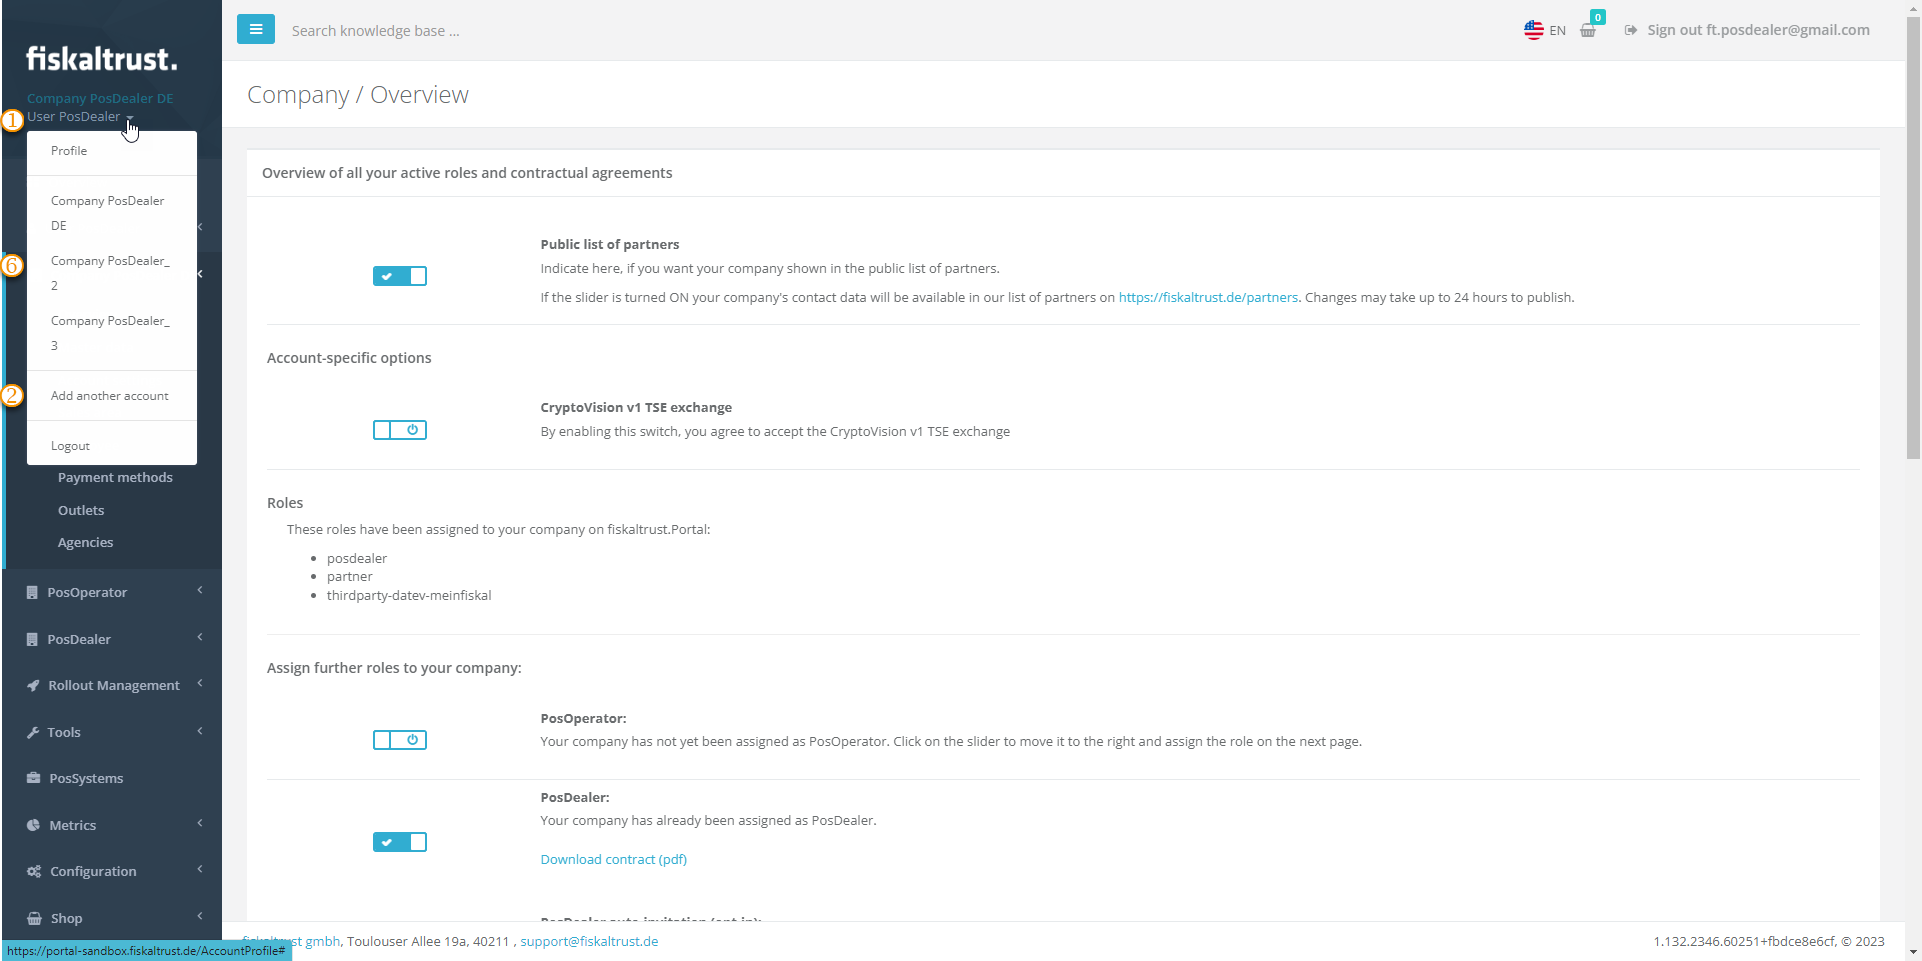 fiskaltrust.
Search knowledge base ...
EN
0
Sign out ft.posdealer@gmail.com
Company PosDealer DE
1
User PosDealer
Company / Overview
Profile
Company PosDealer
DE
6
Company PosDealer_
2
Company PosDealer_
3
2
Add another account
Logout
Payment methods
Outlets
Agencies
PosOperator
PosDealer
Rollout Management
Tools
PosSystems
Metrics
Configuration
Shop
Overview of all your active roles and contractual agreements
Public list of partners
Indicate here, if you want your company shown in the public list of partners.
If the slider is turned ON your company's contact data will be available in our list of partners on https://fiskaltrust.de/partners. Changes may take up to 24 hours to publish.
Account-specific options
CryptoVision v1 TSE exchange
By enabling this switch, you agree to accept the CryptoVision v1 TSE exchange
Roles
These roles have been assigned to your company on fiskaltrust.Portal:
posdealer
partner
thirdparty-datev-meinfiskal
Assign further roles to your company:
PosOperator:
Your company has not yet been assigned as PosOperator. Click on the slider to move it to the right and assign the role on the next page.
PosDealer:
Your company has already been assigned as PosDealer.
Download contract (pdf)
PosDealer auto-invitation (opt-in):
fiskaltrust gmbh, Toulouser Allee 19a, 40211 , support@fiskaltrust.de
1.132.2346.60251+fbdce8e6cf, © 2023
https://portal-sandbox.fiskaltrust.de/AccountProfile#